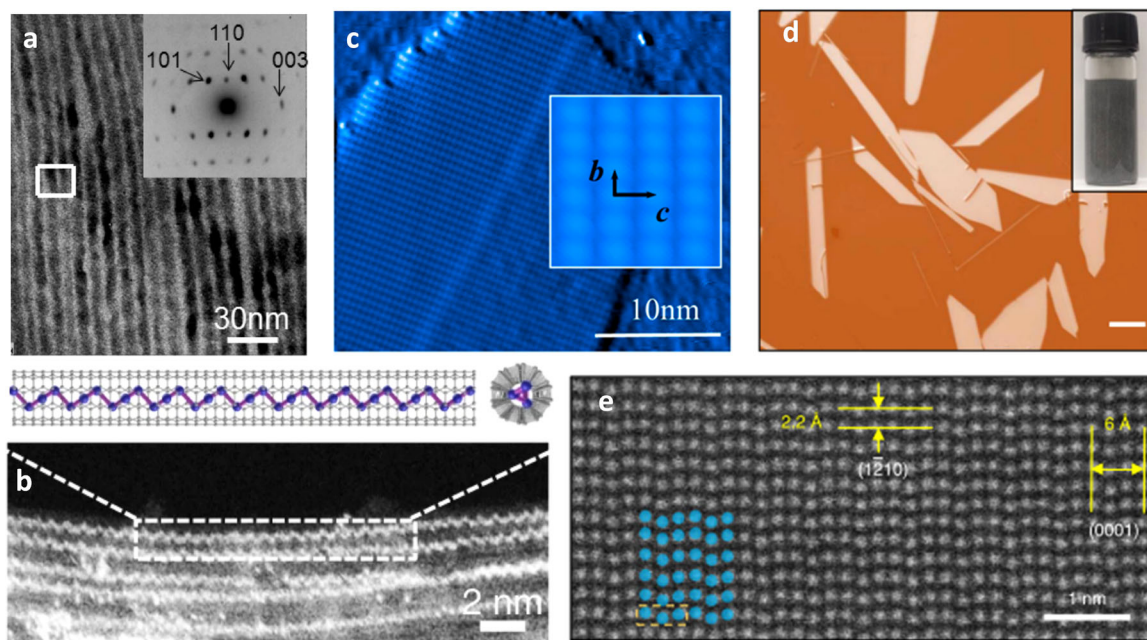 a
110
101
003
30nm
c
b
c
10nm
d
b
2 nm
e
2.2 Å
(1̄210)
6 Å
(0001)
1 nm